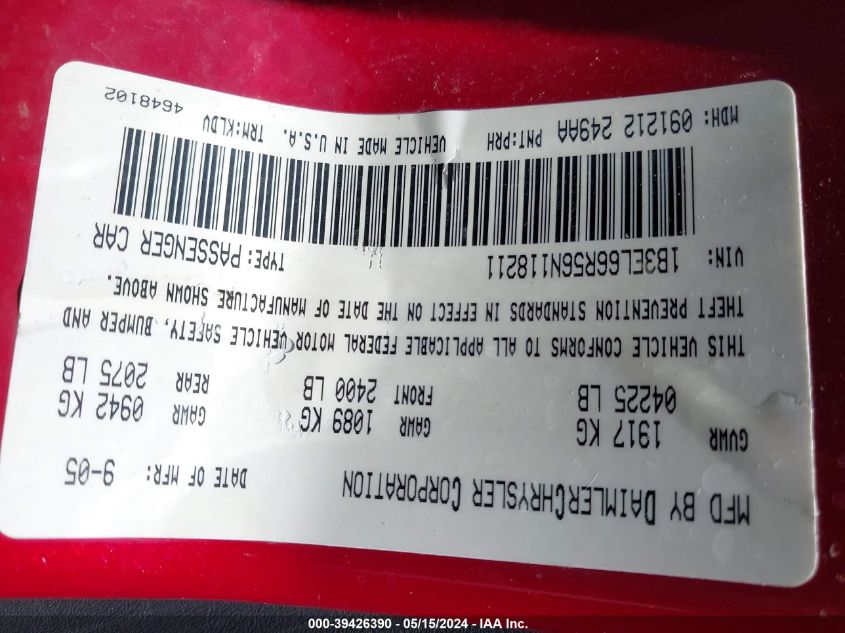 MFD BY DAIMLERCHRYSLER CORPORATION DATE OF MFR: 9-05
GVWR GAWR GAWR
1917 KG 1089 KG 0942 KG
04225 LB FRONT 2400 LB REAR 2075 LB
THIS VEHICLE CONFORMS TO ALL APPLICABLE FEDERAL MOTOR VEHICLE SAFETY, BUMPER AND
THEFT PREVENTION STANDARDS IN EFFECT ON THE DATE OF MANUFACTURE SHOWN ABOVE.
VIN: 1B3EL66R56N118211 TYPE: PASSENGER CAR
MDH: 091212 249AA PNT:PRH VEHICLE MADE IN U.S.A. TRM:KLDV
4648102
000-39426390 - 05/15/2024 - IAA Inc.